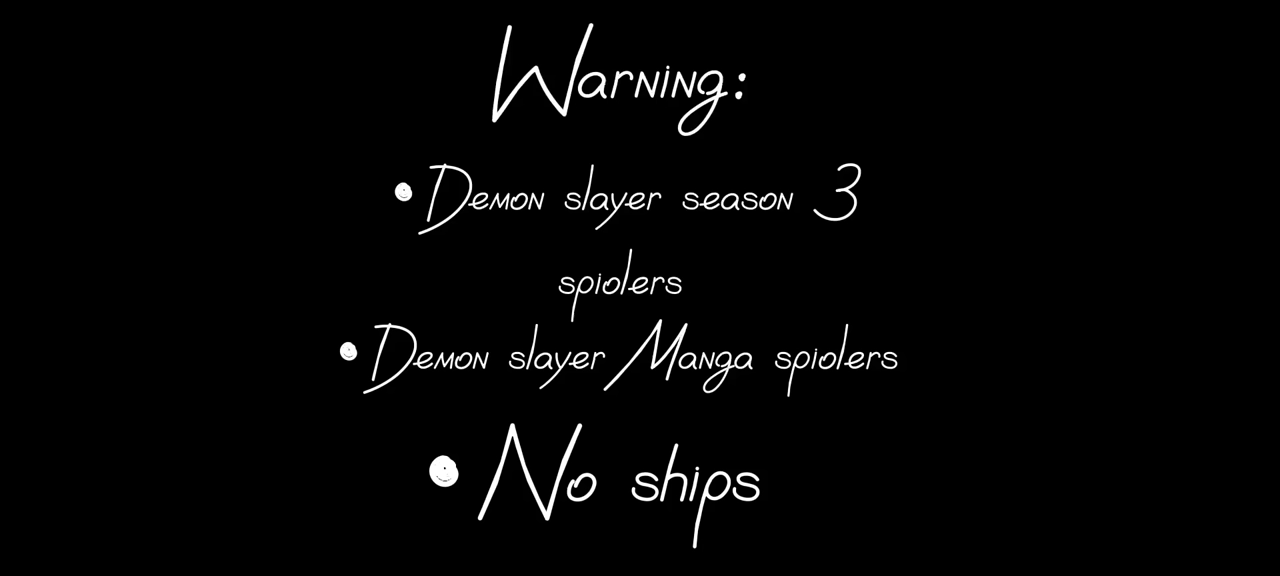 Warning:
• Demon slayer season 3
spiolers
• Demon slayer Manga spiolers
• No ships